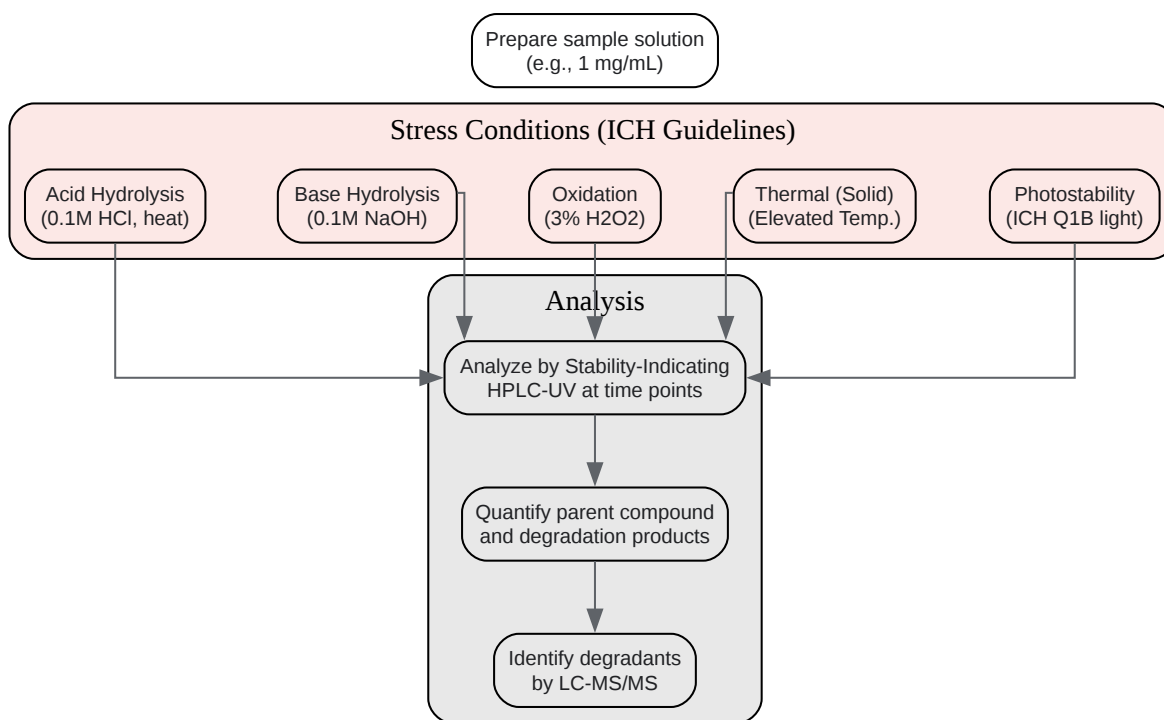 Prepare sample solution
(e.g., 1 mg/mL)
Stress Conditions (ICH Guidelines)
Acid Hydrolysis
(0.1M HCl, heat)
Base Hydrolysis
(0.1M NaOH)
Oxidation
(3% H2O2)
Thermal (Solid)
(Elevated Temp.)
Photostability
(ICH Q1B light)
Analysis
Analyze by Stability-Indicating
HPLC-UV at time points
Quantify parent compound
and degradation products
Identify degradants
by LC-MS/MS